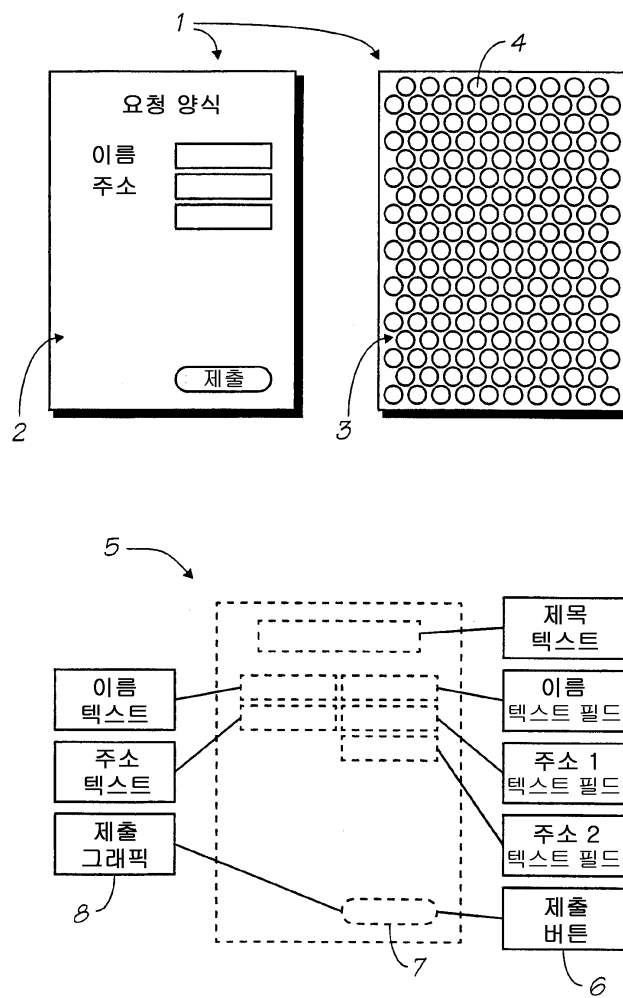 1
4
요청 양식
이름
주소
제출
2
3
5
제목
텍스트
이름
텍스트
이름
텍스트 필드
주소
텍스트
주소 1
텍스트 필드
제출
그래픽
주소 2
텍스트 필드
제출
버튼
8
7
6